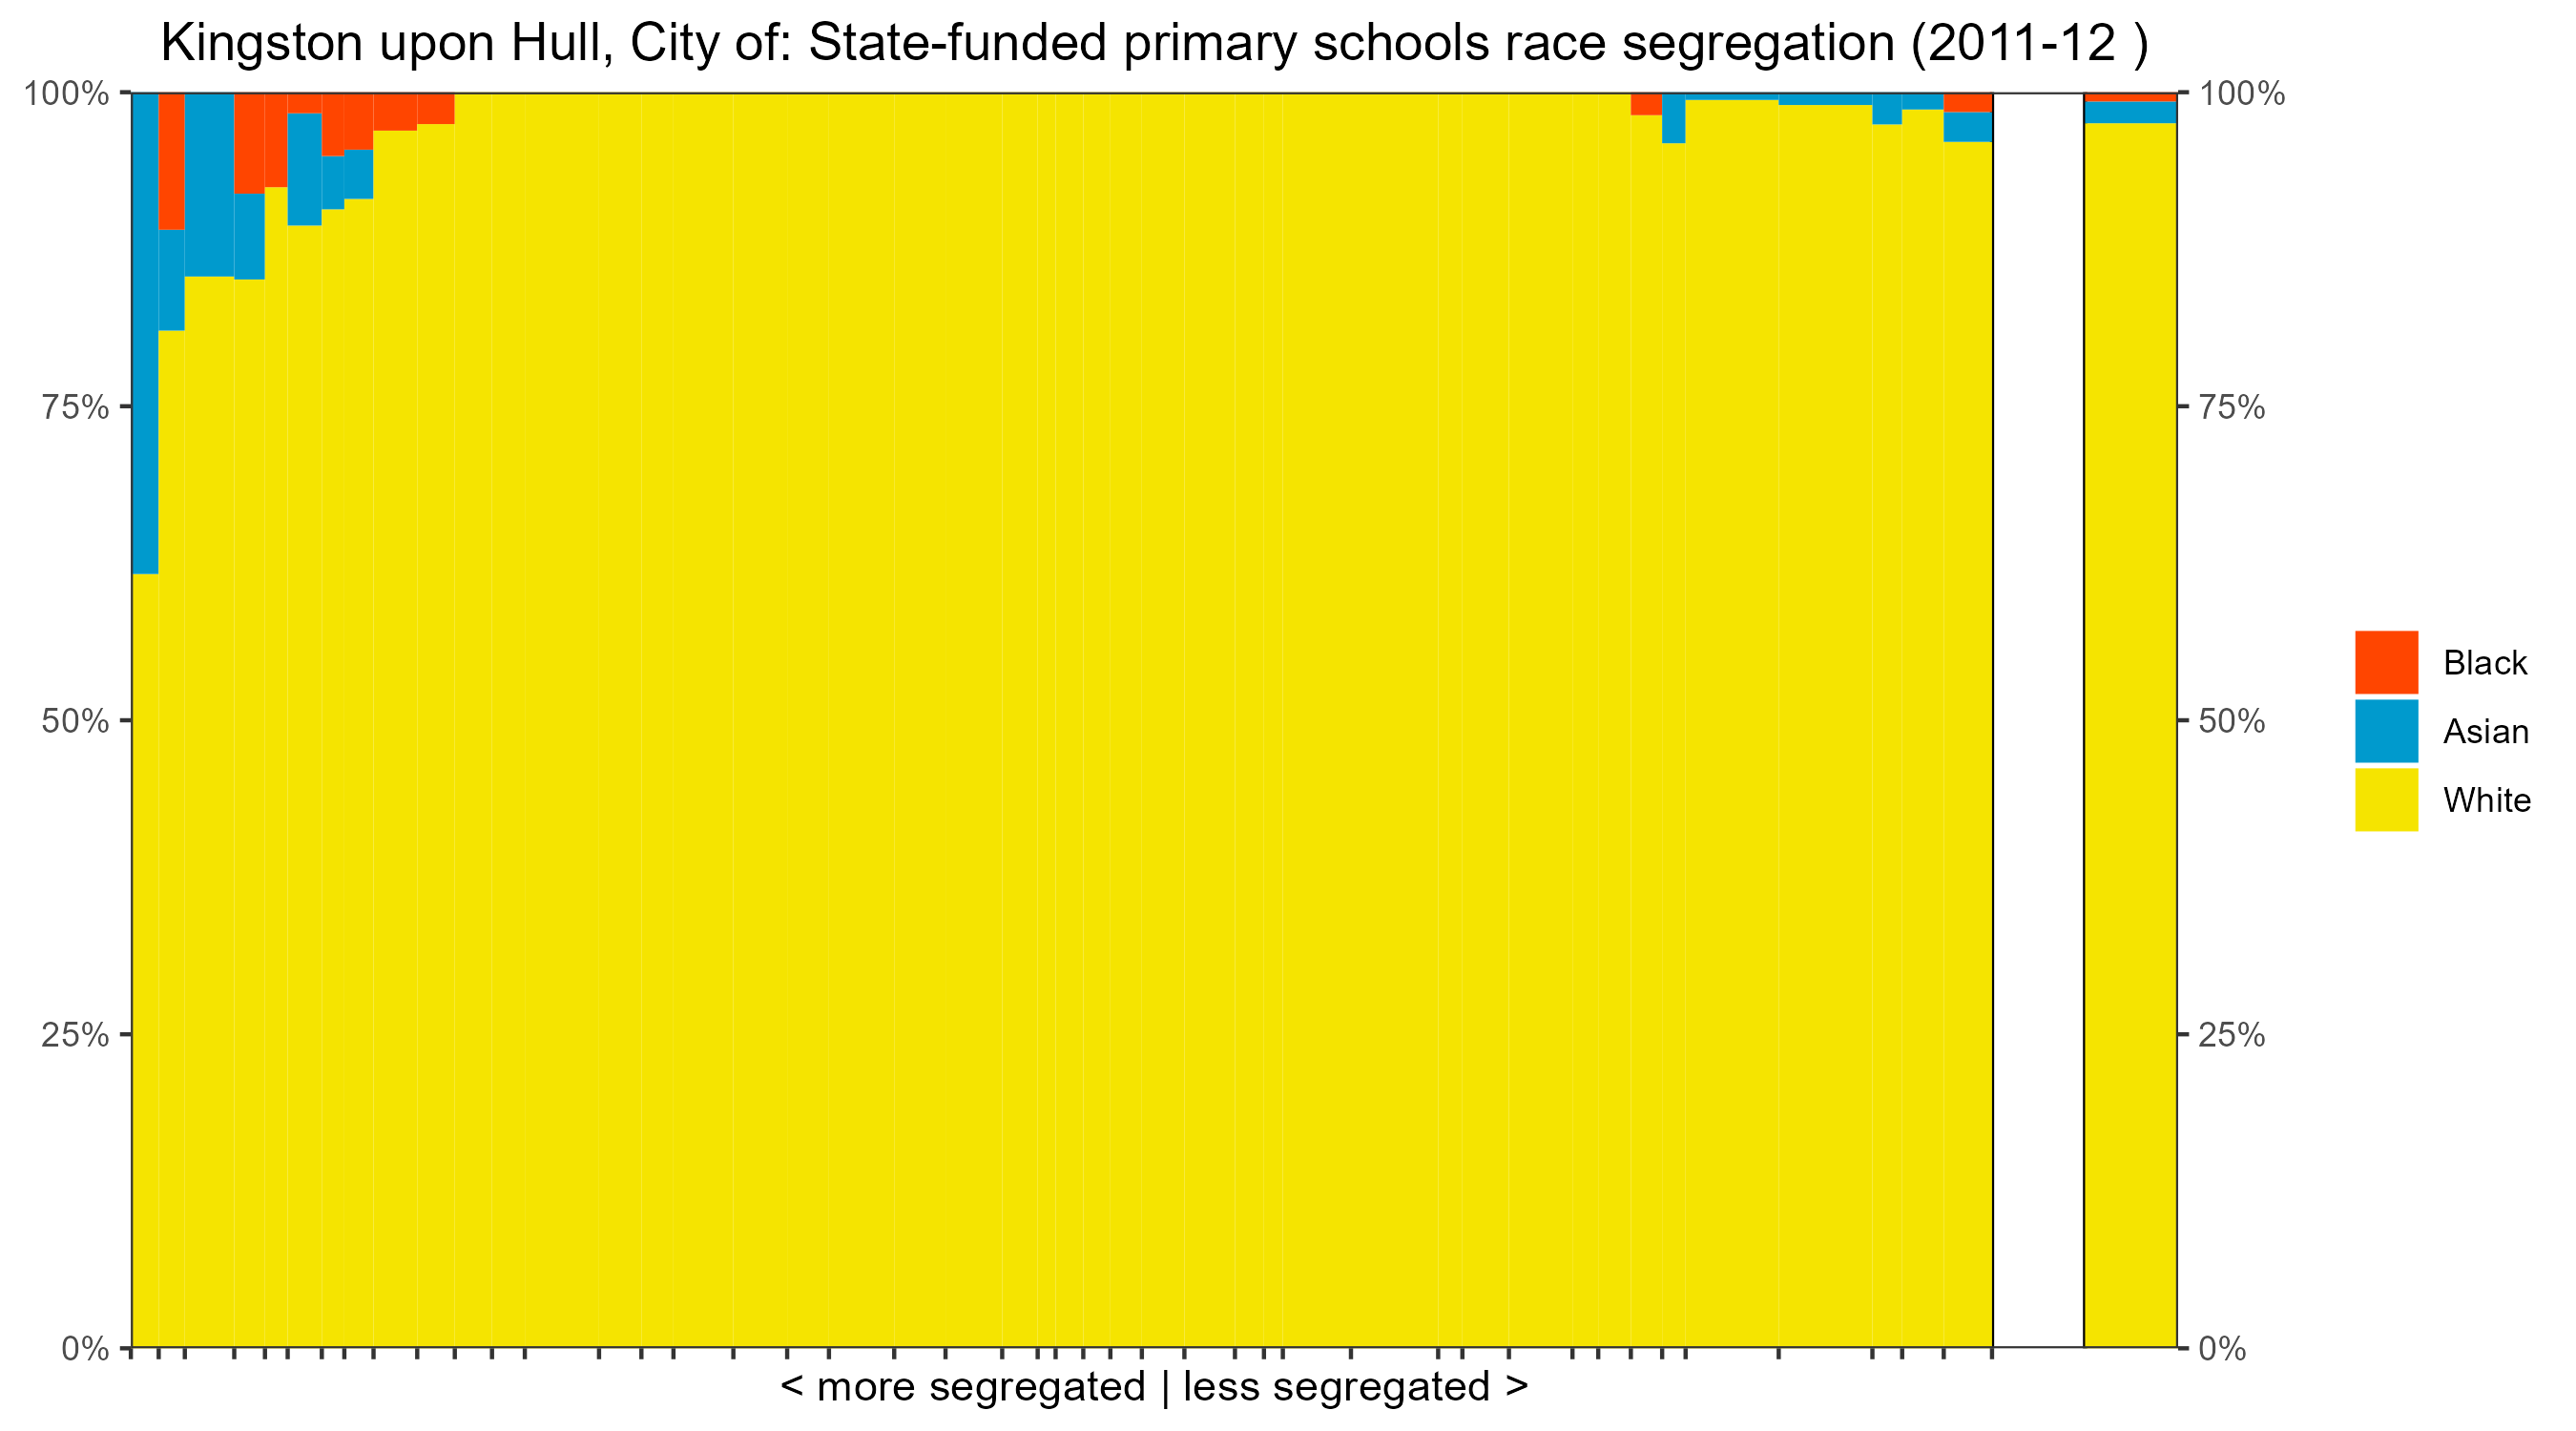 Kingston upon Hull, City of: State-funded primary schools race segregation (2011-12 )
100%
75%
50%
25%
0%
100%
75%
50%
25%
0%
Black
Asian
White
< more segregated | less segregated >